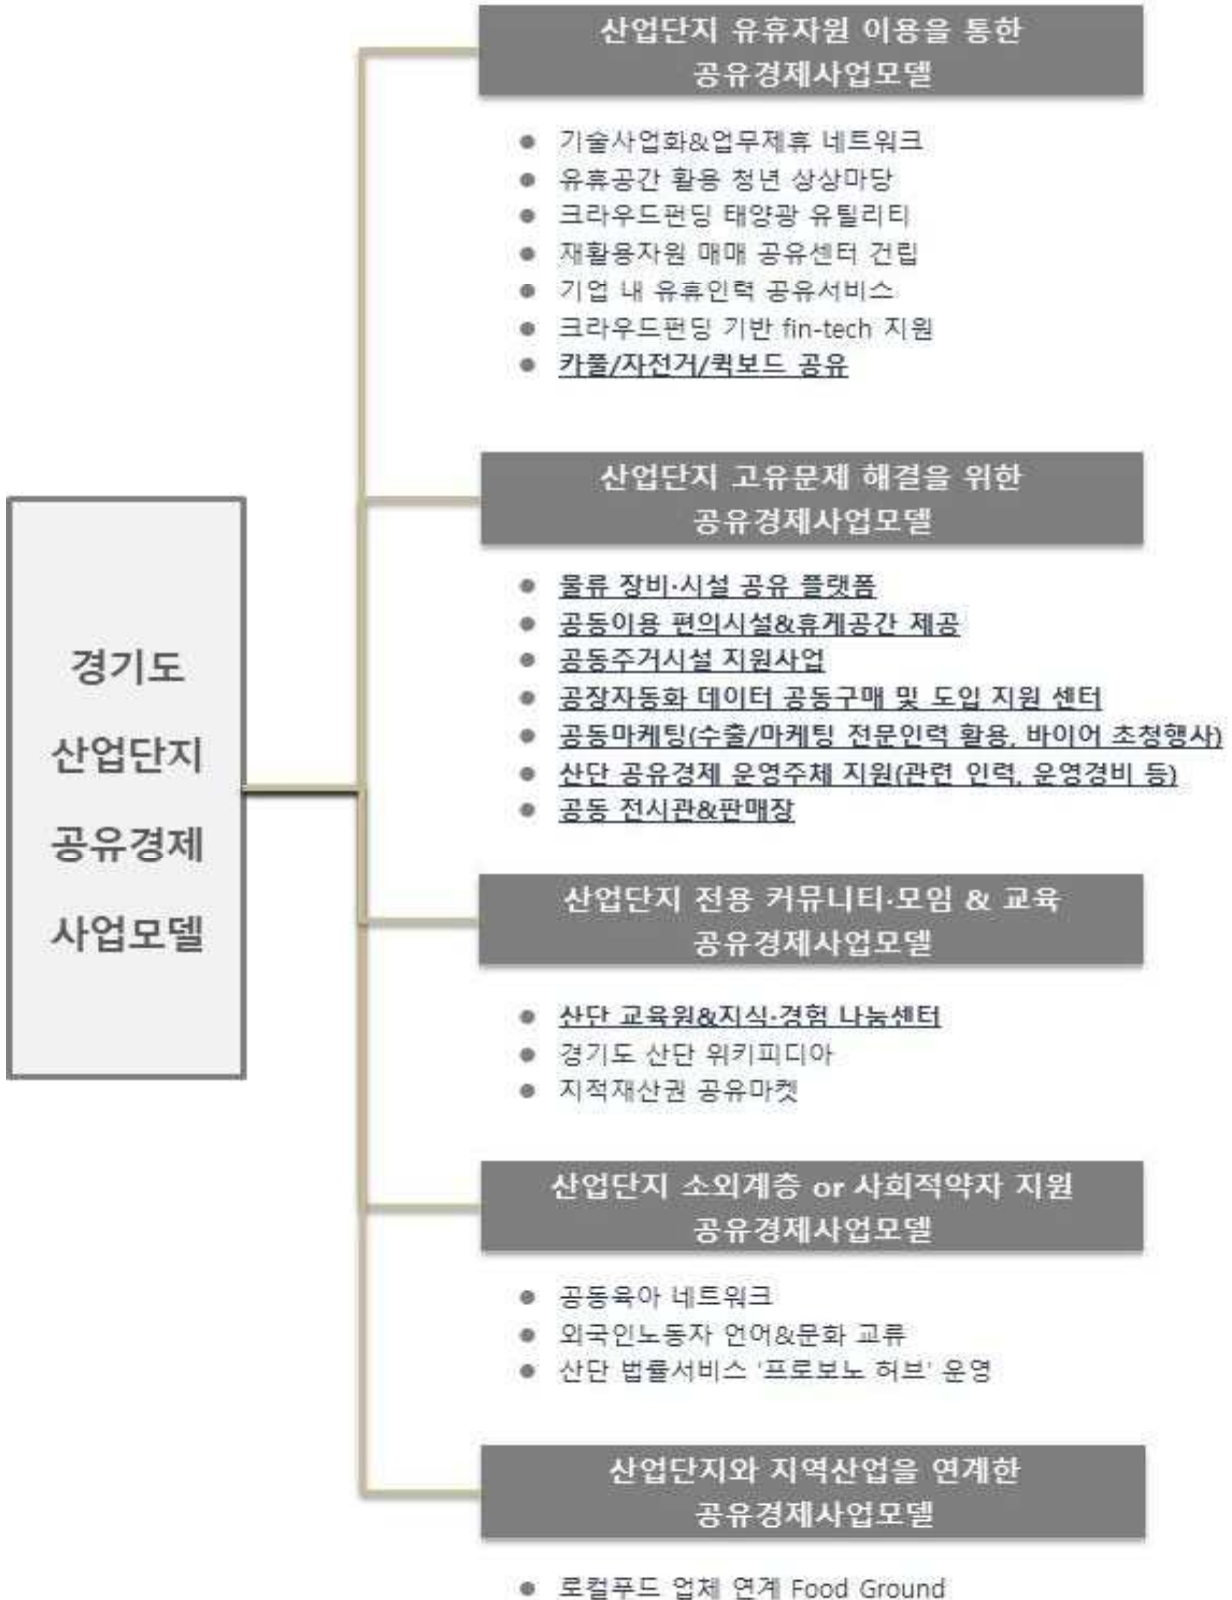 산업단지 유휴자원 이용을 통한
공유경제사업모델
기술사업화&업무제휴 네트워크
유휴공간 활용 청년 상상마당
크라우드펀딩 태양광 유틸리티
재활용자원 매매 공유센터 건립
기업 내 유휴인력 공유서비스
크라우드펀딩 기반 fin-tech 지원
카풀/자전거/퀵보드 공유
산업단지 고유문제 해결을 위한
공유경제사업모델
물류 장비·시설 공유 플랫폼
공동이용 편의시설&휴게공간 제공
공동주거시설 지원사업
공장자동화 데이터 공동구매 및 도입 지원 센터
공동마케팅(수출/마케팅 전문인력 활용, 바이어 초청행사)
산단 공유경제 운영주체 지원(관련 인력, 운영경비 등)
공동 전시관&판매장
경기도
산업단지
공유경제
사업모델
산업단지 전용 커뮤니티·모임 & 교육
공유경제사업모델
산단 교육원&지식·경험 나눔센터
경기도 산단 위키피디아
지적재산권 공유마켓
산업단지 소외계층 or 사회적약자 지원
공유경제사업모델
공동육아 네트워크
외국인노동자 언어&문화 교류
산단 법률서비스 '프로보노 허브' 운영
산업단지와 지역산업을 연계한
공유경제사업모델
로컬푸드 업체 연계 Food Ground